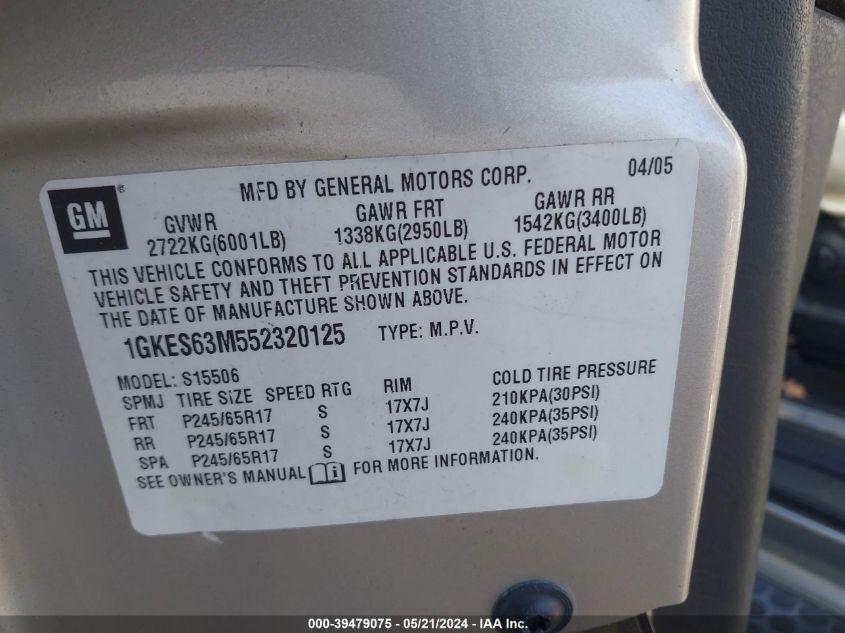 MFD BY GENERAL MOTORS CORP. 04/05
GM
GVWR GAWR FRT GAWR RR
2722KG(6001LB) 1338KG(2950LB) 1542KG(3400LB)
THIS VEHICLE CONFORMS TO ALL APPLICABLE U.S. FEDERAL MOTOR
VEHICLE SAFETY AND THEFT PREVENTION STANDARDS IN EFFECT ON
THE DATE OF MANUFACTURE SHOWN ABOVE.
1GKES63M552320125 TYPE: M.P.V.
MODEL: S15506
SPMJ TIRE SIZE SPEED RTG RIM COLD TIRE PRESSURE
FRT P245/65R17 S 17X7J 210KPA(30PSI)
RR P245/65R17 S 17X7J 240KPA(35PSI)
SPA P245/65R17 S 17X7J 240KPA(35PSI)
SEE OWNER'S MANUAL FOR MORE INFORMATION.
000-39479075 - 05/21/2024 - IAA Inc.